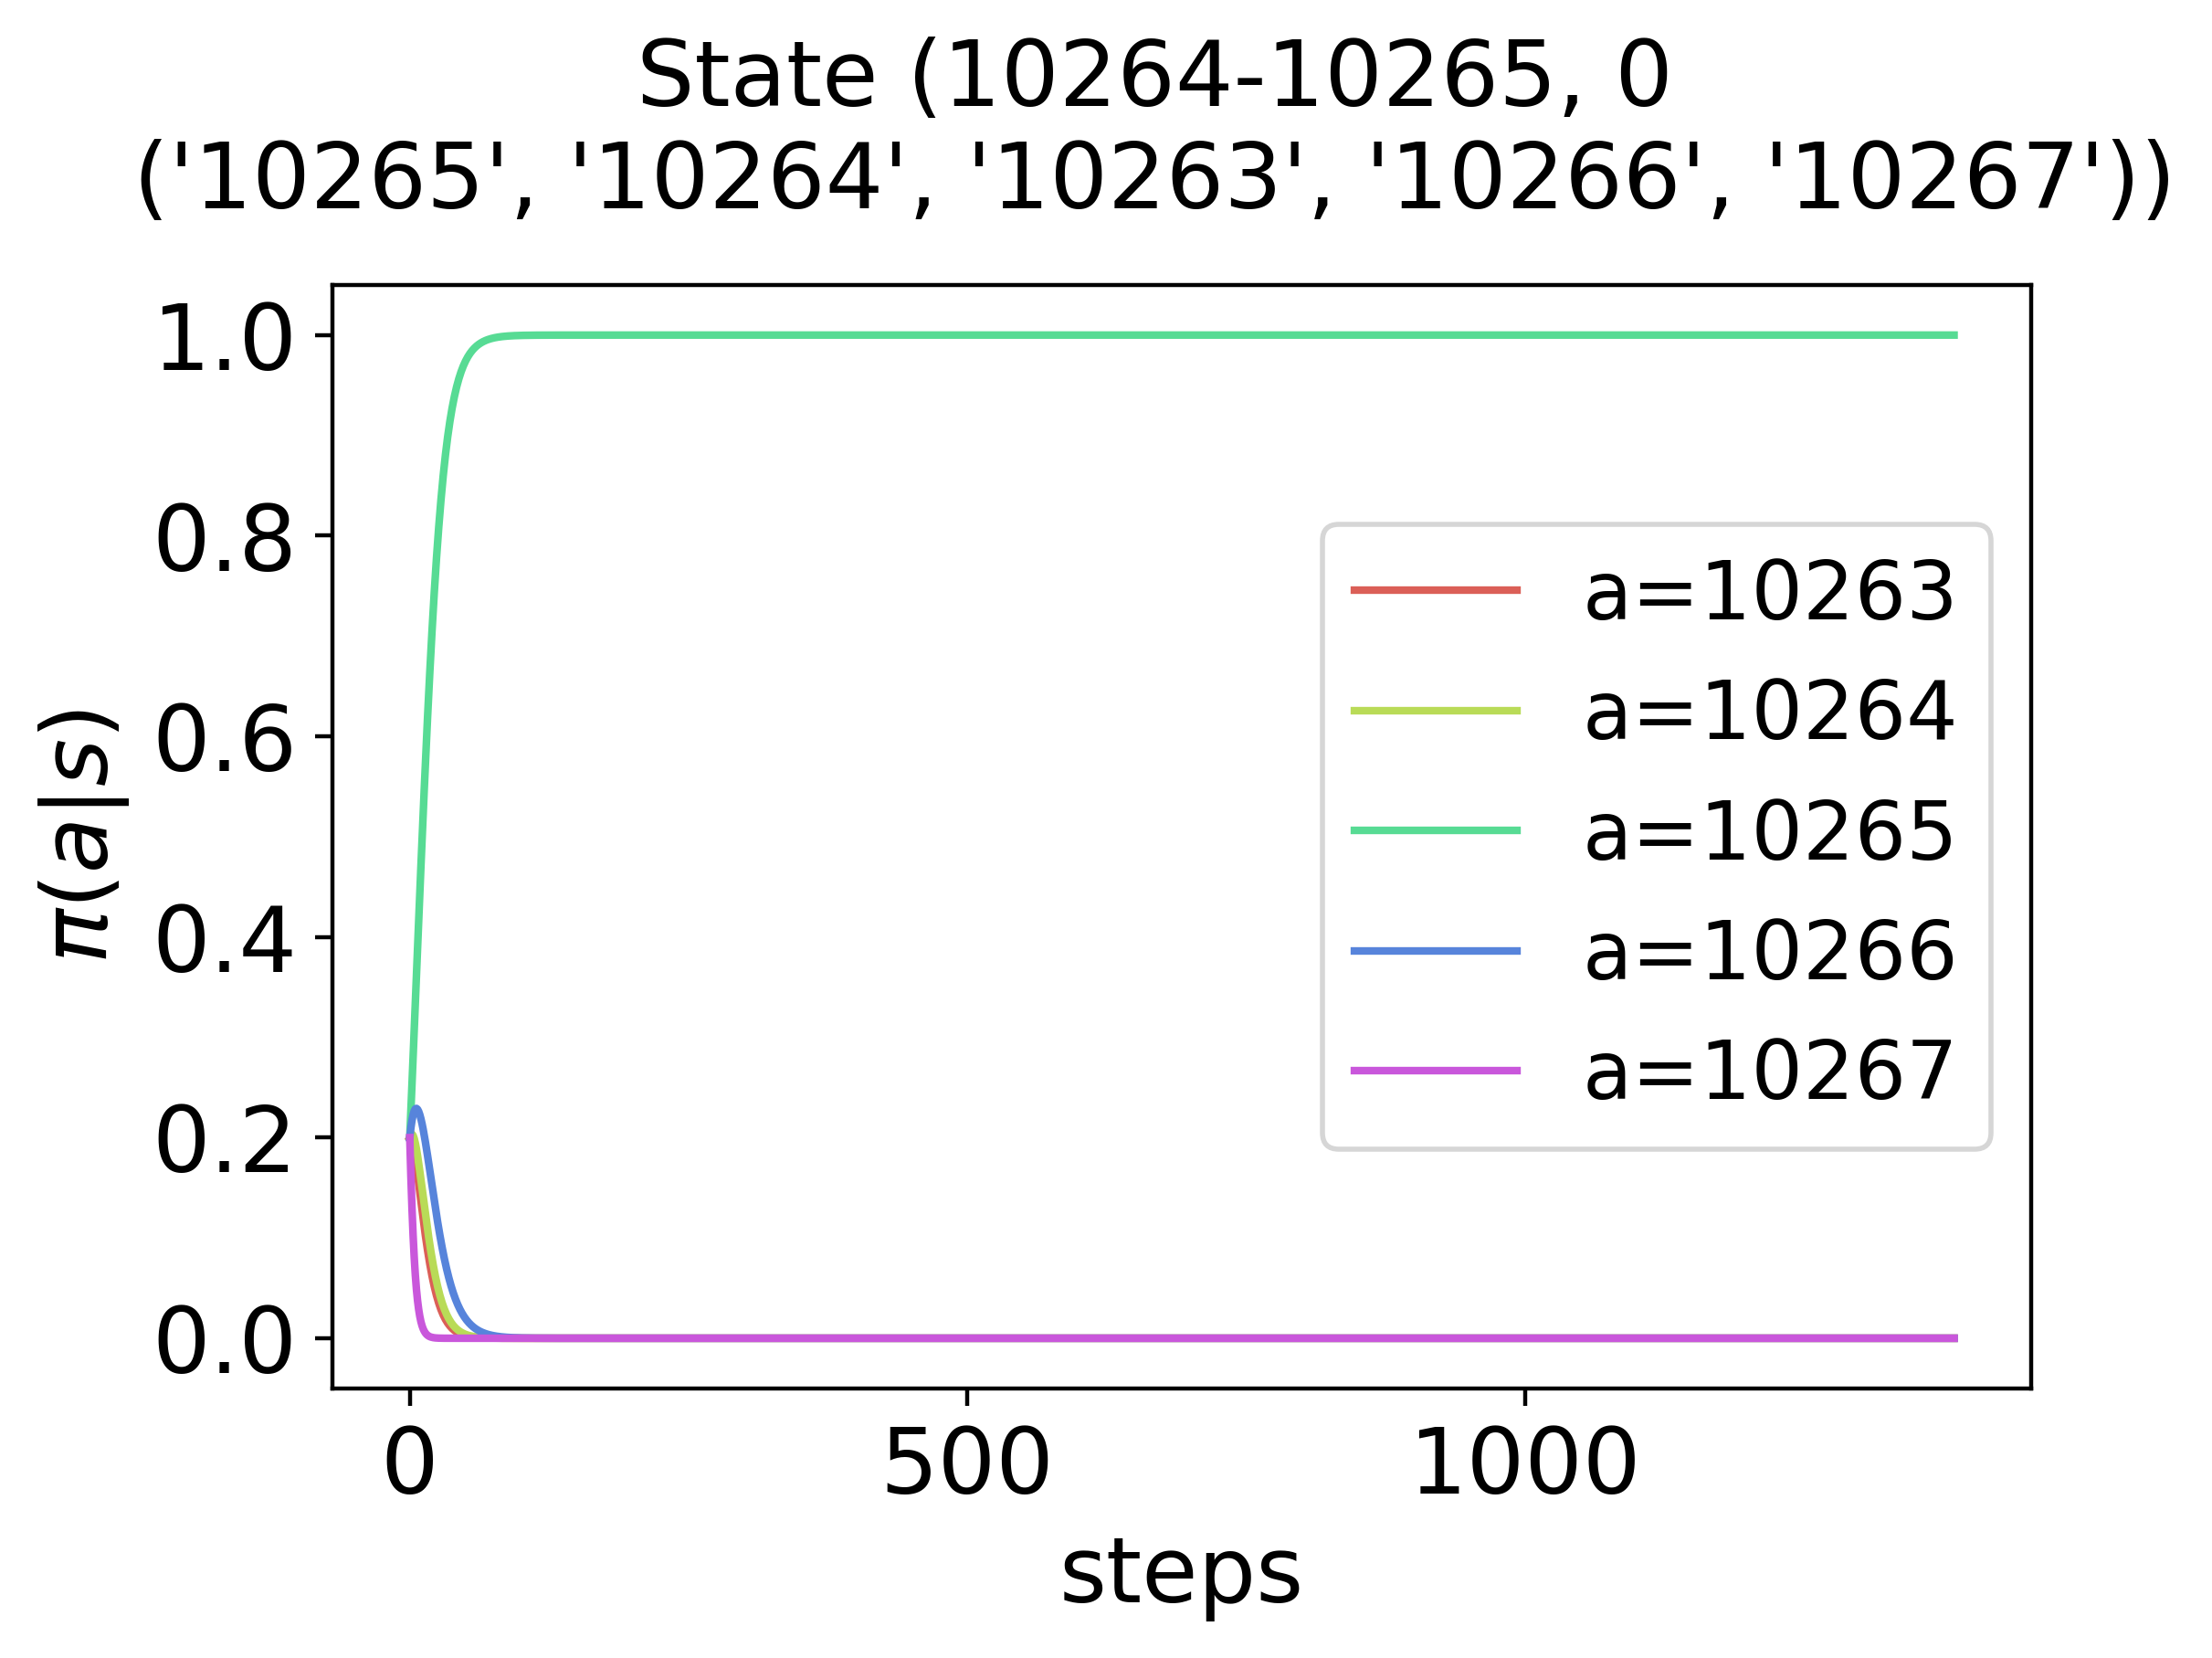 State (10264-10265, 0
('10265', '10264', '10263', '10266', '10267'))
1.0
0.8
0.6
0.4
0.2
0.0
π(a|s)
a=10263
a=10264
a=10265
a=10266
a=10267
0 500 1000
steps